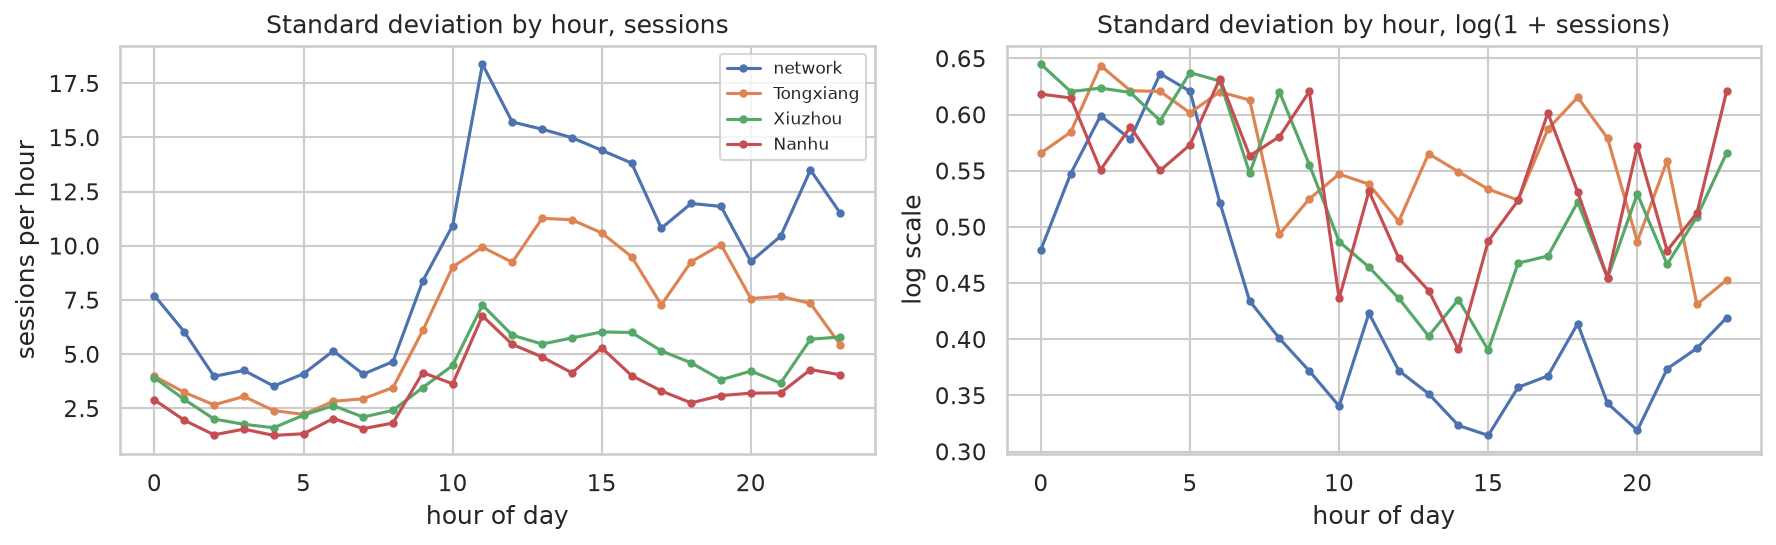 Standard deviation by hour, sessions
sessions per hour
17.5
15.0
12.5
10.0
7.5
5.0
2.5
0
5
10
15
20
hour of day
network
Tongxiang
Xiuzhou
Nanhu
Standard deviation by hour, log(1 + sessions)
log scale
0.65
0.60
0.55
0.50
0.45
0.40
0.35
0.30
0
5
10
15
20
hour of day